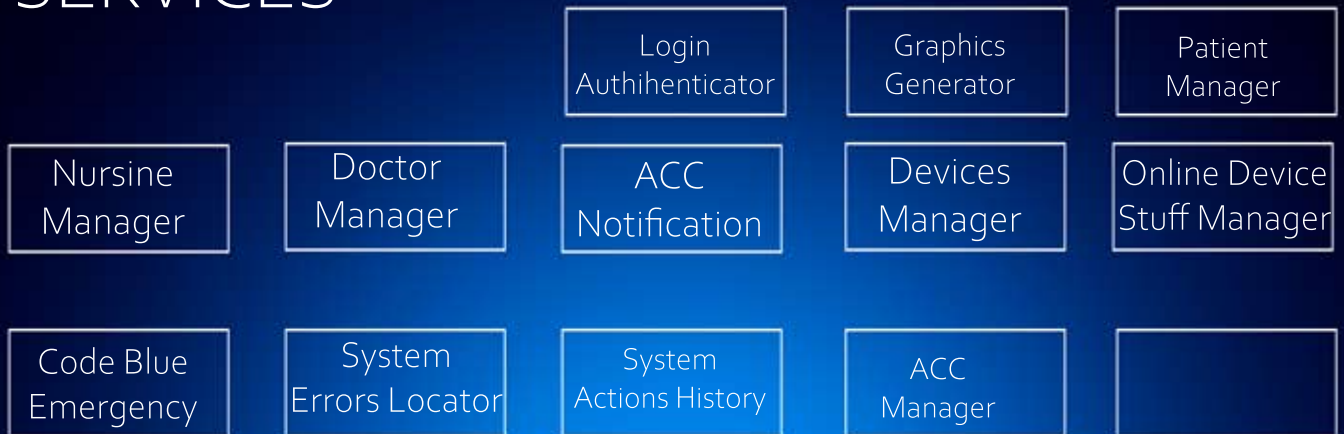 SERVICES
Login
Authihenticator
Graphics
Generator
Patient
Manager
Nursine
Manager
Doctor
Manager
ACC
Notification
Devices
Manager
Online Device
Stuff Manager
Code Blue
Emergency
System
Errors Locator
System
Actions History
ACC
Manager